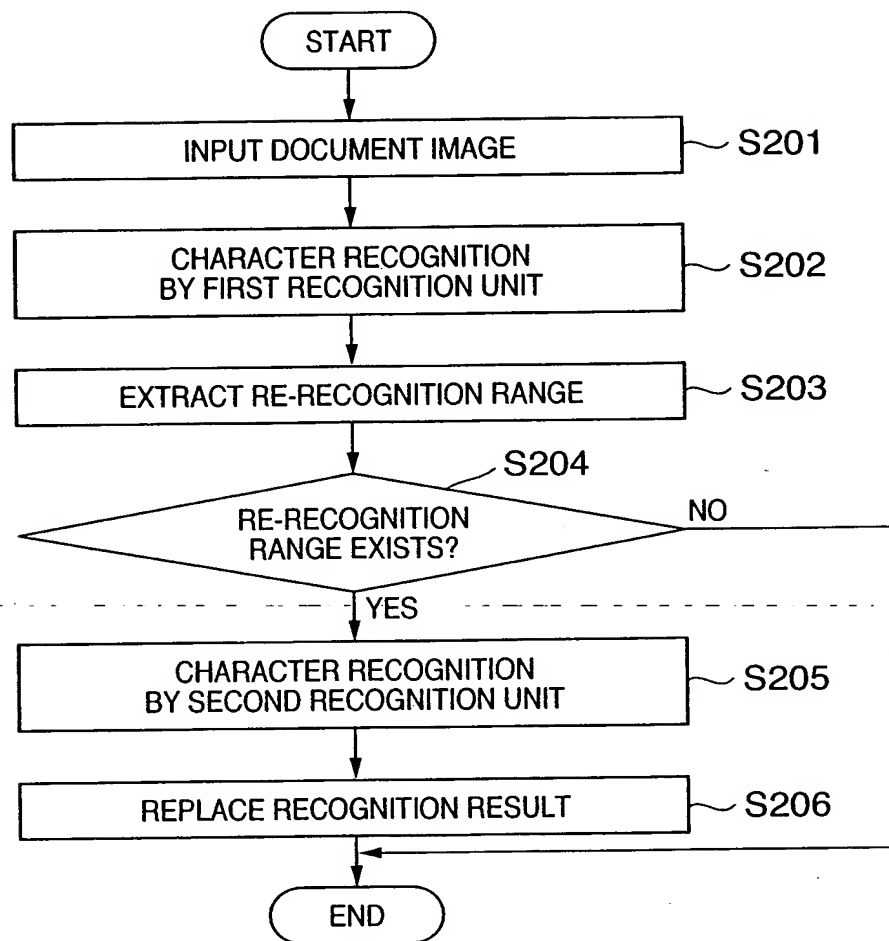 START
INPUT DOCUMENT IMAGE
S201
CHARACTER RECOGNITION
BY FIRST RECOGNITION UNIT
S202
EXTRACT RE-RECOGNITION RANGE
S203
S204
RE-RECOGNITION
RANGE EXISTS?
NO
YES
CHARACTER RECOGNITION
BY SECOND RECOGNITION UNIT
S205
REPLACE RECOGNITION RESULT
S206
END